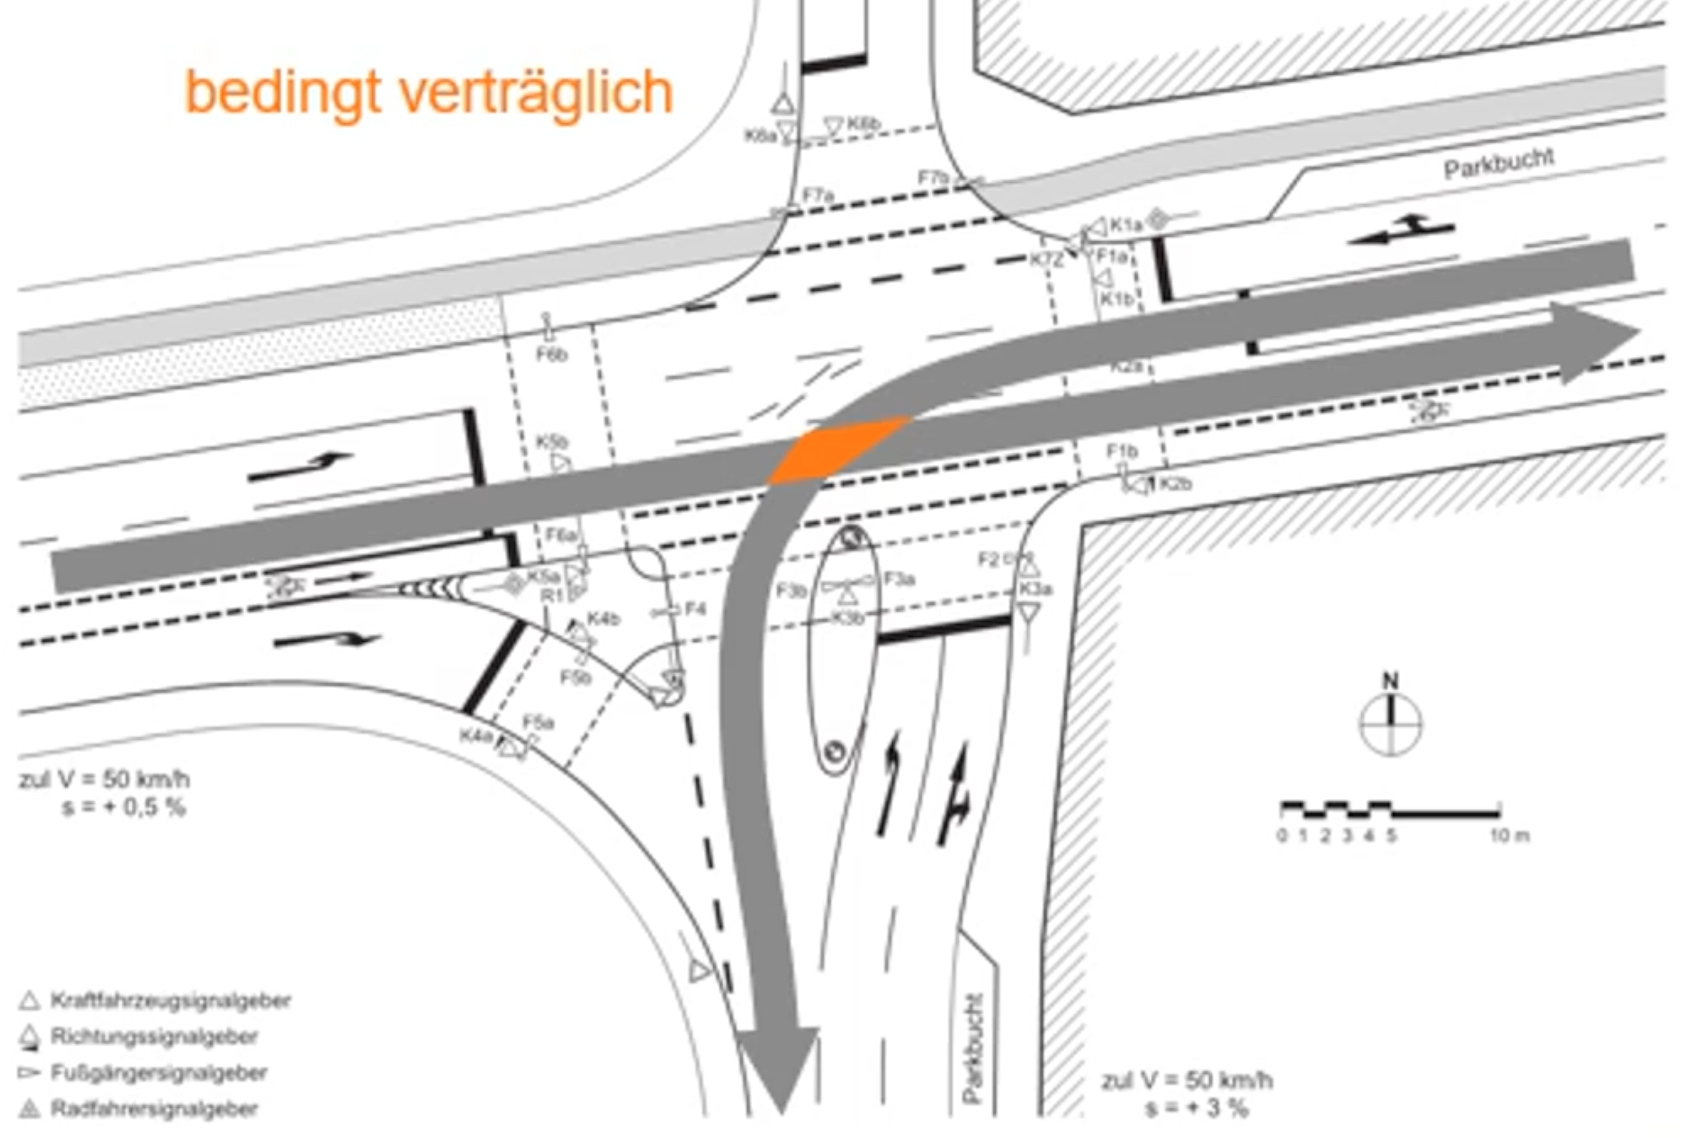 bedingt verträglich
K6a
K6b
F7a
F7b
Parkbucht
K1a
K7Z
F1a
K1b
F6b
K2a
K5b
F1b
K2b
F6a
K5a
R1
F2
F3b
F3a
K3a
K3b
F4
K4b
F5b
F5a
K4a
N
zul V = 50 km/h
s = + 0,5 %
0 1 2 3 4 5 10 m
Kraftfahrzeugsignalgeber
Richtungssignalgeber
Fußgängersignalgeber
Radfahrersignalgeber
Parkbucht
zul V = 50 km/h
s = + 3 %